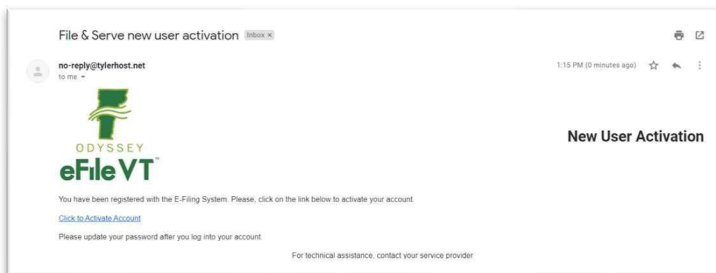 File & Serve new user activation Inbox x
no-reply@tylerhost.net 1:15 PM (0 minutes ago)
to me
ODYSSEY
eFileVT™
New User Activation
You have been registered with the E-Filing System. Please, click on the link below to activate your account.
Click to Activate Account
Please update your password after you log into your account
For technical assistance, contact your service provider